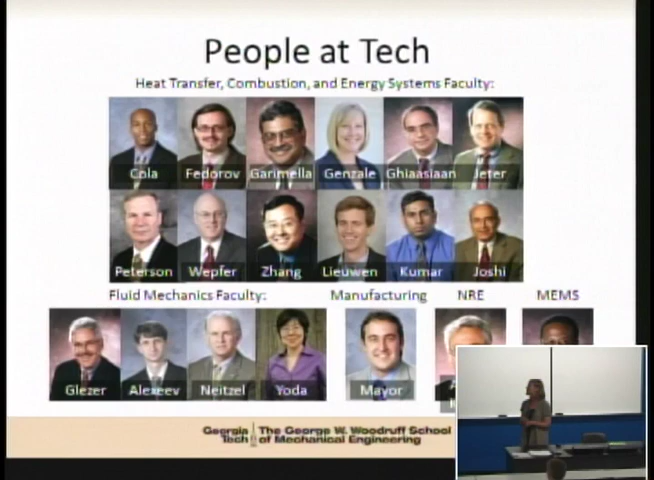 People at Tech
Heat Transfer, Combustion, and Energy Systems Faculty:
Cola Fedorov Garimella Genzale Ghiaasiaan Jeter
Peterson Wepfer Zhang Lieuwen Kumar Joshi
Fluid Mechanics Faculty: Manufacturing NRE MEMS
Glezer Alexeev Neitzel Yoda Mayor
Georgia The George W. Woodruff School
Tech of Mechanical Engineering